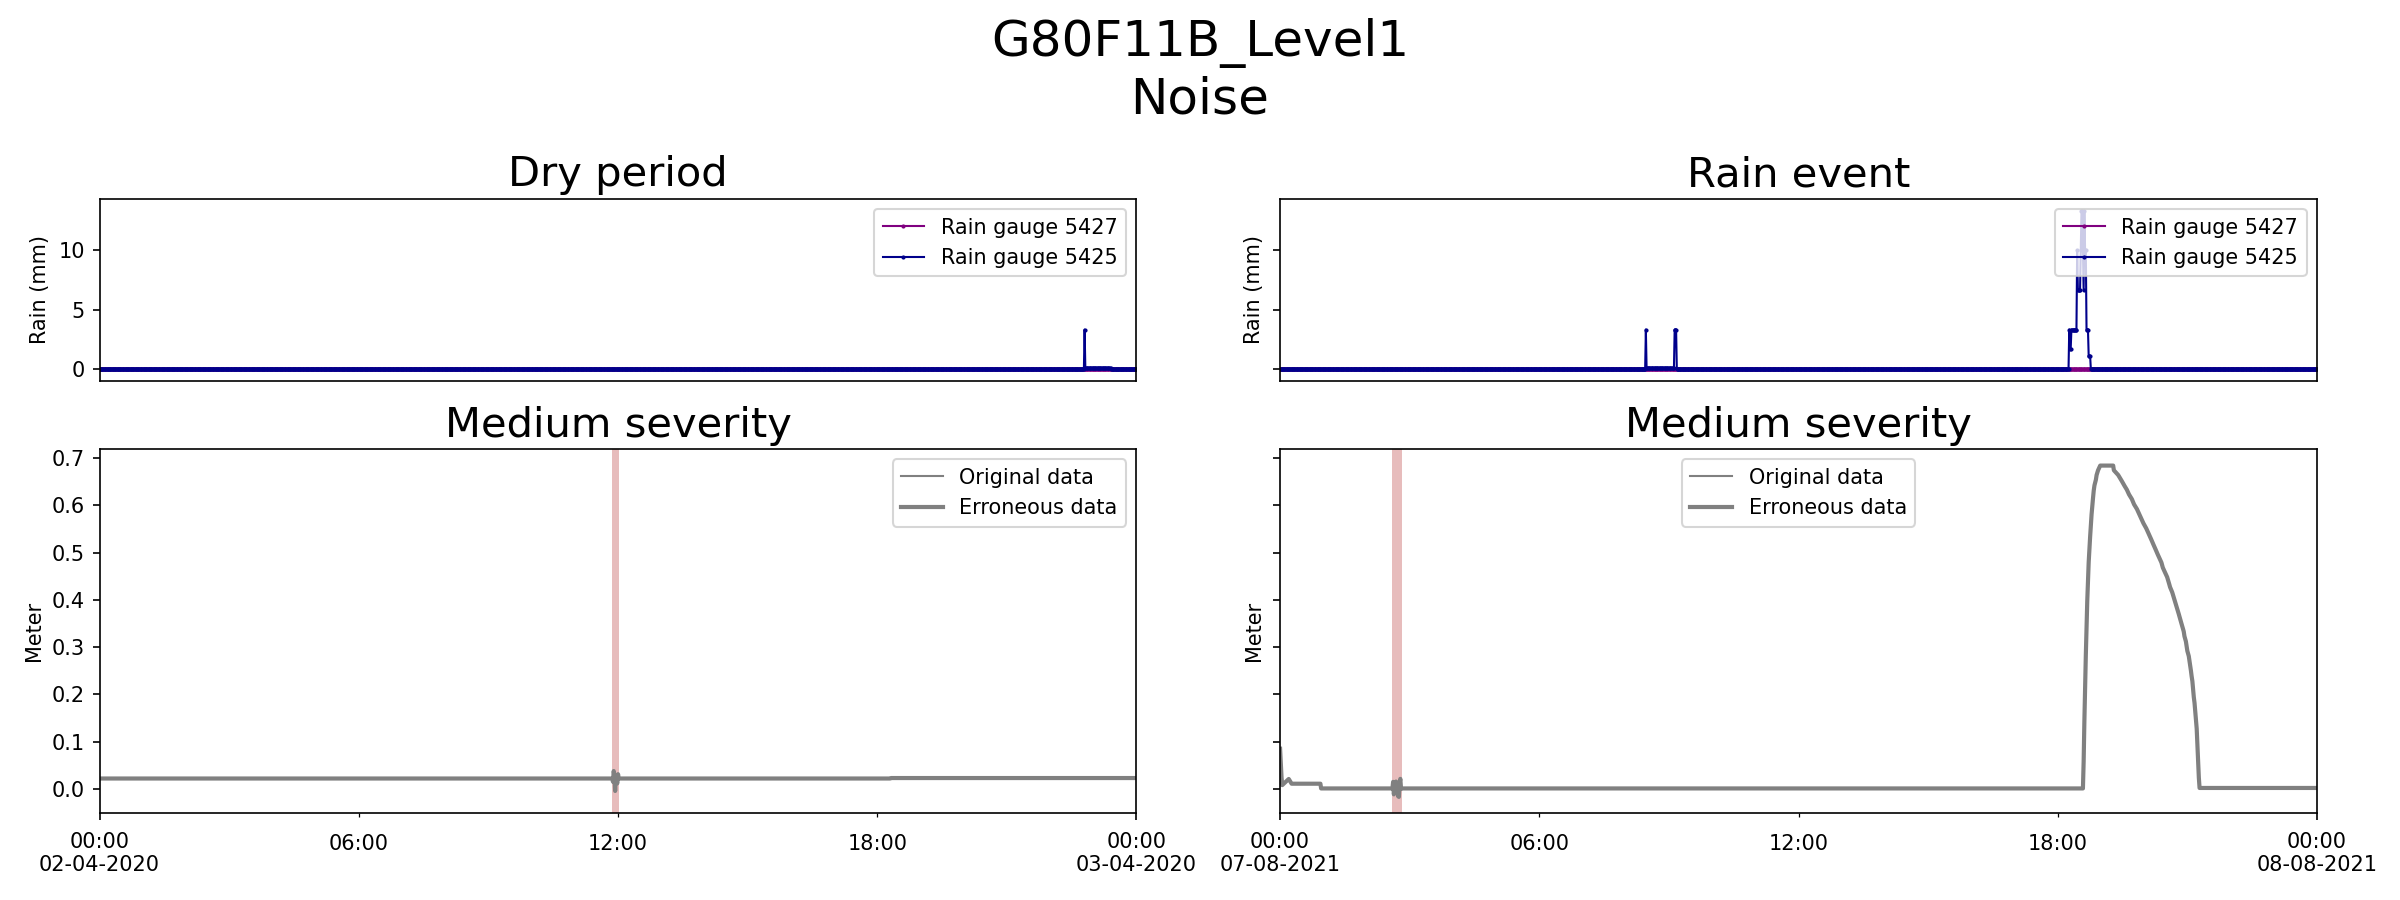 G80F11B_Level1
Noise
Dry period
Rain (mm)
10
5
0
Rain gauge 5427
Rain gauge 5425
Rain event
Rain (mm)
Rain gauge 5427
Rain gauge 5425
Medium severity
Meter
0.7
0.6
0.5
0.4
0.3
0.2
0.1
0.0
Original data
Erroneous data
00:00
02-04-2020
06:00
12:00
18:00
00:00
03-04-2020
Medium severity
Meter
Original data
Erroneous data
00:00
07-08-2021
06:00
12:00
18:00
00:00
08-08-2021